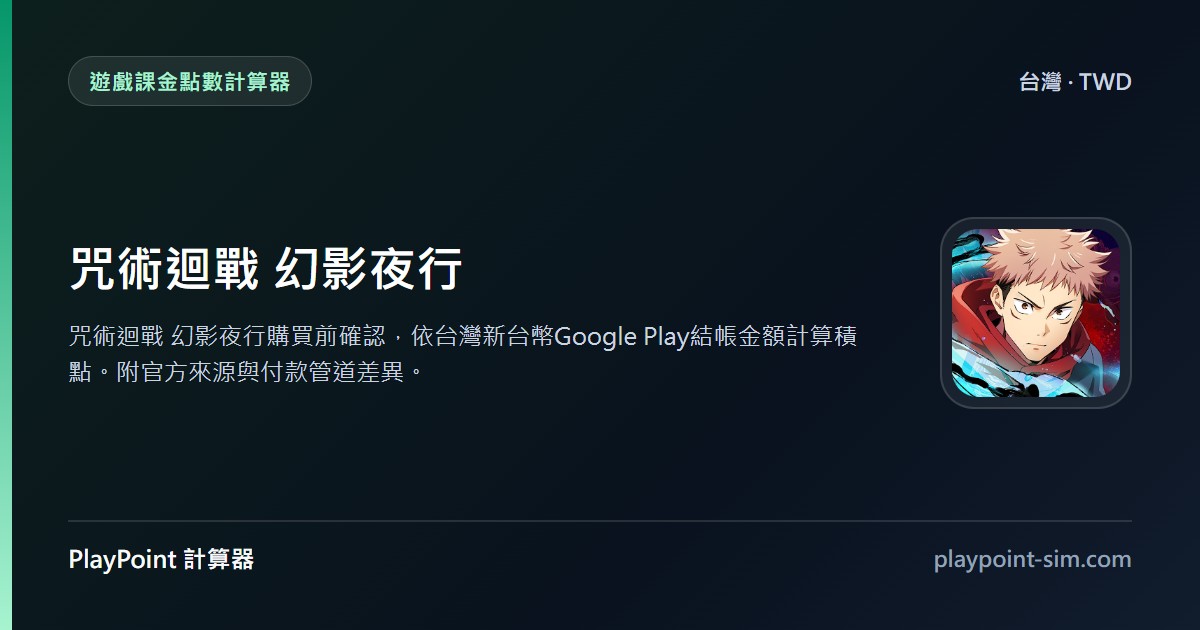 遊戲課金點數計算器
台灣 · TWD
咒術迴戰 幻影夜行
咒術迴戰 幻影夜行購買前確認，依台灣新台幣Google Play結帳金額計算積
點。附官方來源與付款管道差異。
PlayPoint 計算器
playpoint-sim.com